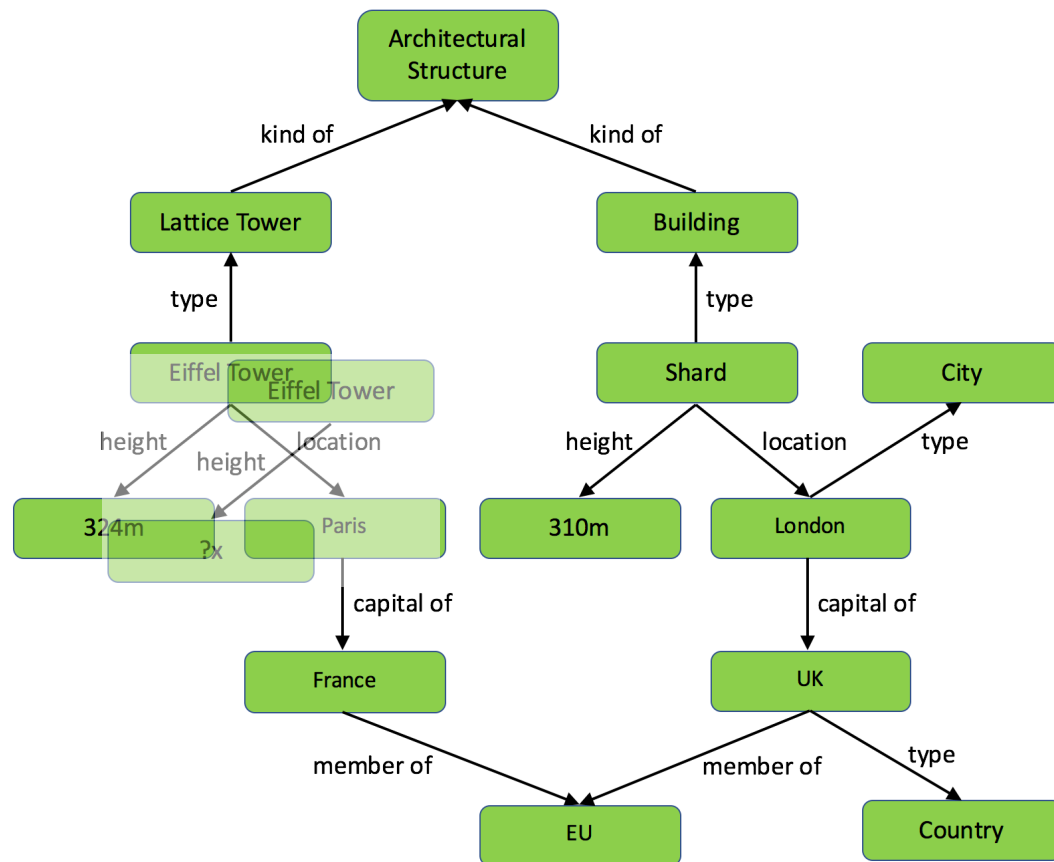 Architectural
Structure
kind of
kind of
Lattice Tower
Building
type
type
Eiffel Tower
Eiffel Tower
Shard
City
height
location
height
height
location
type
324m
?x
Paris
310m
London
capital of
capital of
France
UK
member of
member of
type
EU
Country